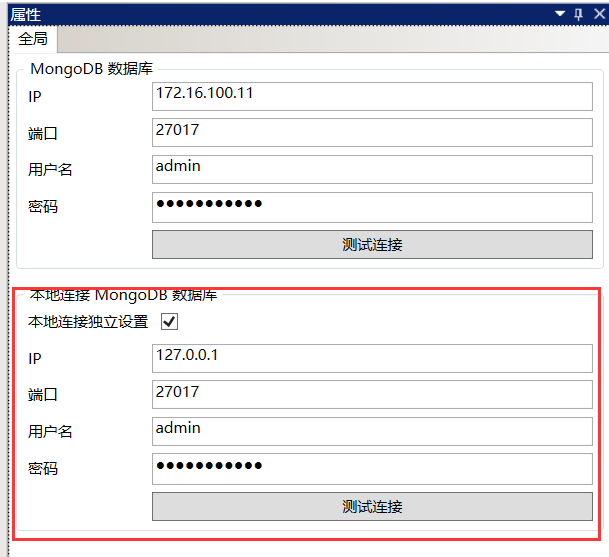 属性
全局
MongoDB 数据库
IP 172.16.100.11
端口 27017
用户名 admin
密码 ●●●●●●●●●●●
测试连接
本地连接 MongoDB 数据库
本地连接独立设置
IP 127.0.0.1
端口 27017
用户名 admin
密码 ●●●●●●●●●●●
测试连接